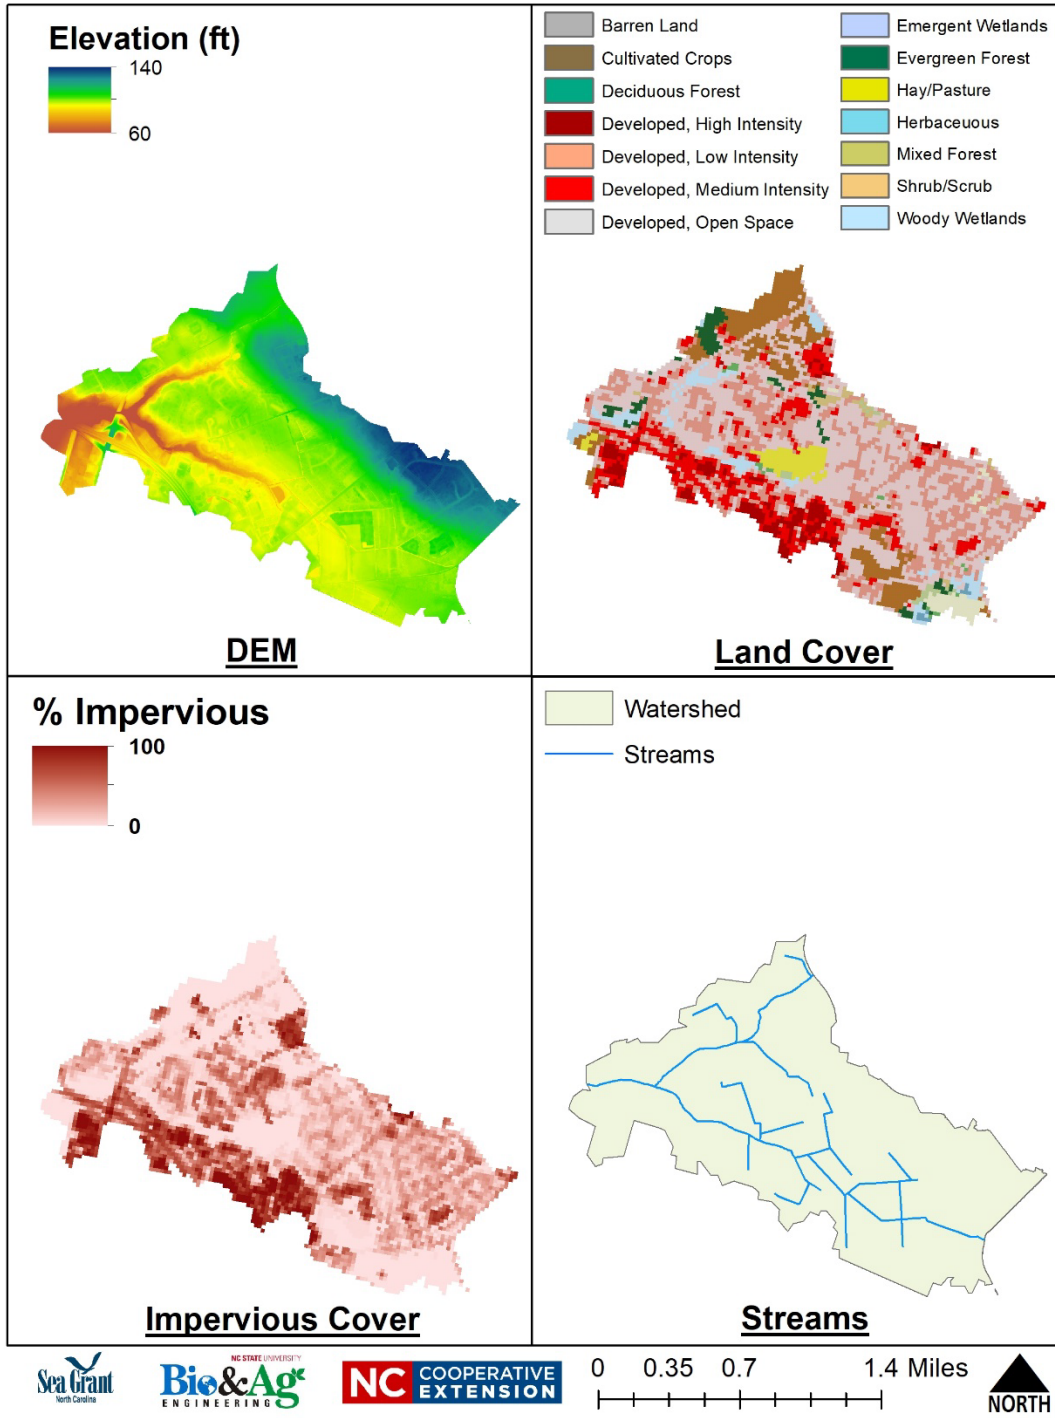 Elevation (ft)
140
60
DEM
Barren Land
Cultivated Crops
Deciduous Forest
Developed, High Intensity
Developed, Low Intensity
Developed, Medium Intensity
Developed, Open Space
Emergent Wetlands
Evergreen Forest
Hay/Pasture
Herbaceuous
Mixed Forest
Shrub/Scrub
Woody Wetlands
Land Cover
% Impervious
100
0
Impervious Cover
Watershed
Streams
Streams
Sea Grant
North Carolina
NC STATE UNIVERSITY
Bio&Ag
ENGINEERING
NC COOPERATIVE
EXTENSION
0 0.35 0.7 1.4 Miles
NORTH